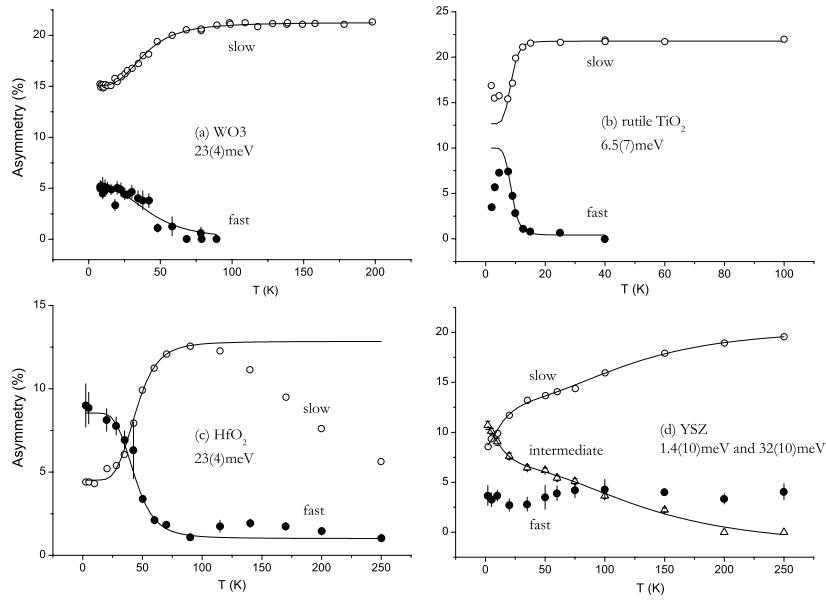 Asymmetry (%)
20
15
10
5
0
slow
(a) WO3
23(4)meV
fast
0
50
100
150
200
T (K)
25
20
15
10
5
0
slow
(b) rutile TiO₂
6.5(7)meV
fast
0
20
40
60
80
100
T (K)
Asymmetry (%)
15
10
5
0
slow
(c) HfO₂
23(4)meV
fast
0
50
100
150
200
250
T (K)
20
15
10
5
0
slow
(d) YSZ
intermediate
1.4(10)meV and 32(10)meV
fast
0
50
100
150
200
250
T (K)